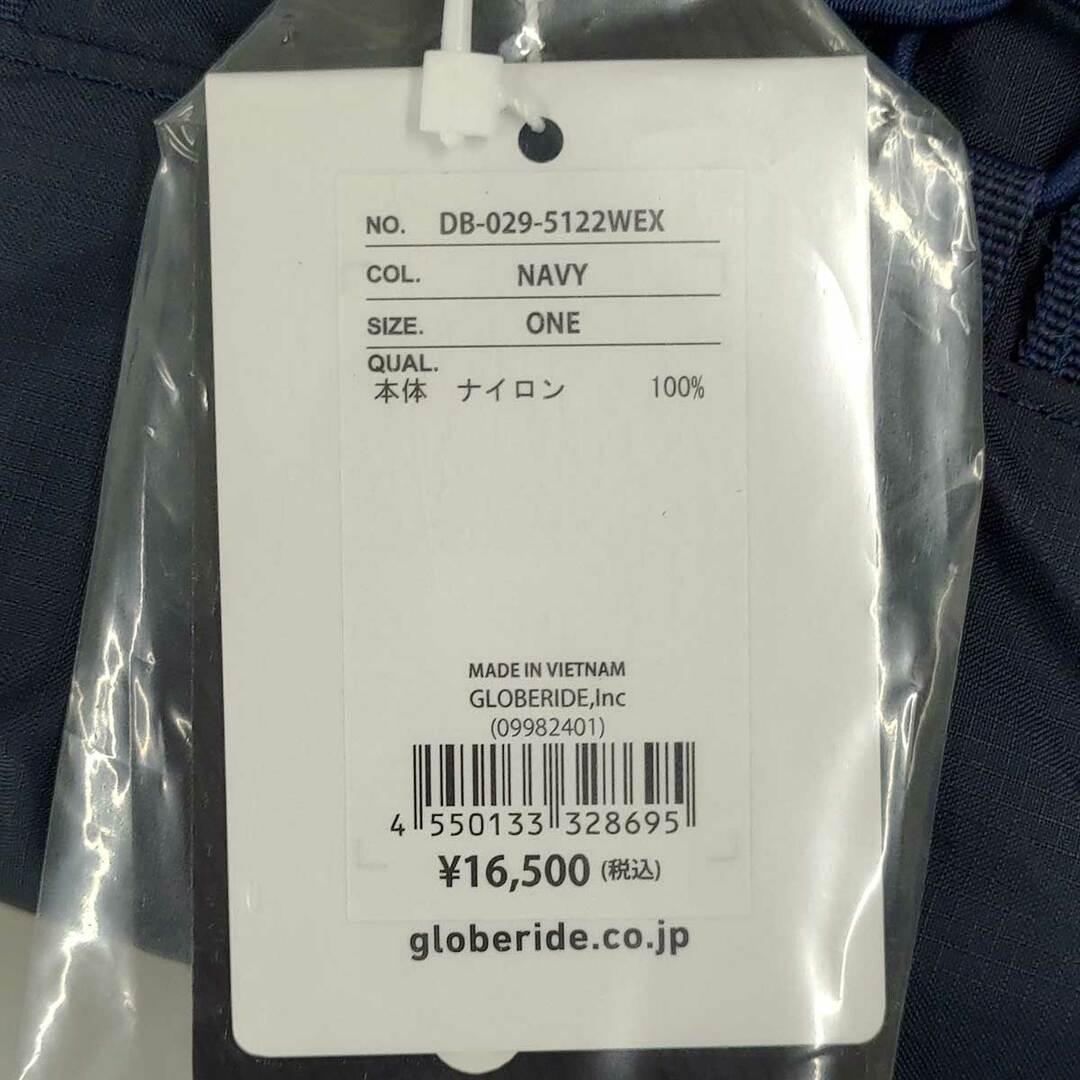 NO. DB-029-5122WEX
COL. NAVY
SIZE. ONE
QUAL.
本体 ナイロン 100%
MADE IN VIETNAM
GLOBERIDE,Inc
(09982401)
4 550133 328695
¥16,500 (税込)
globeride.co.jp